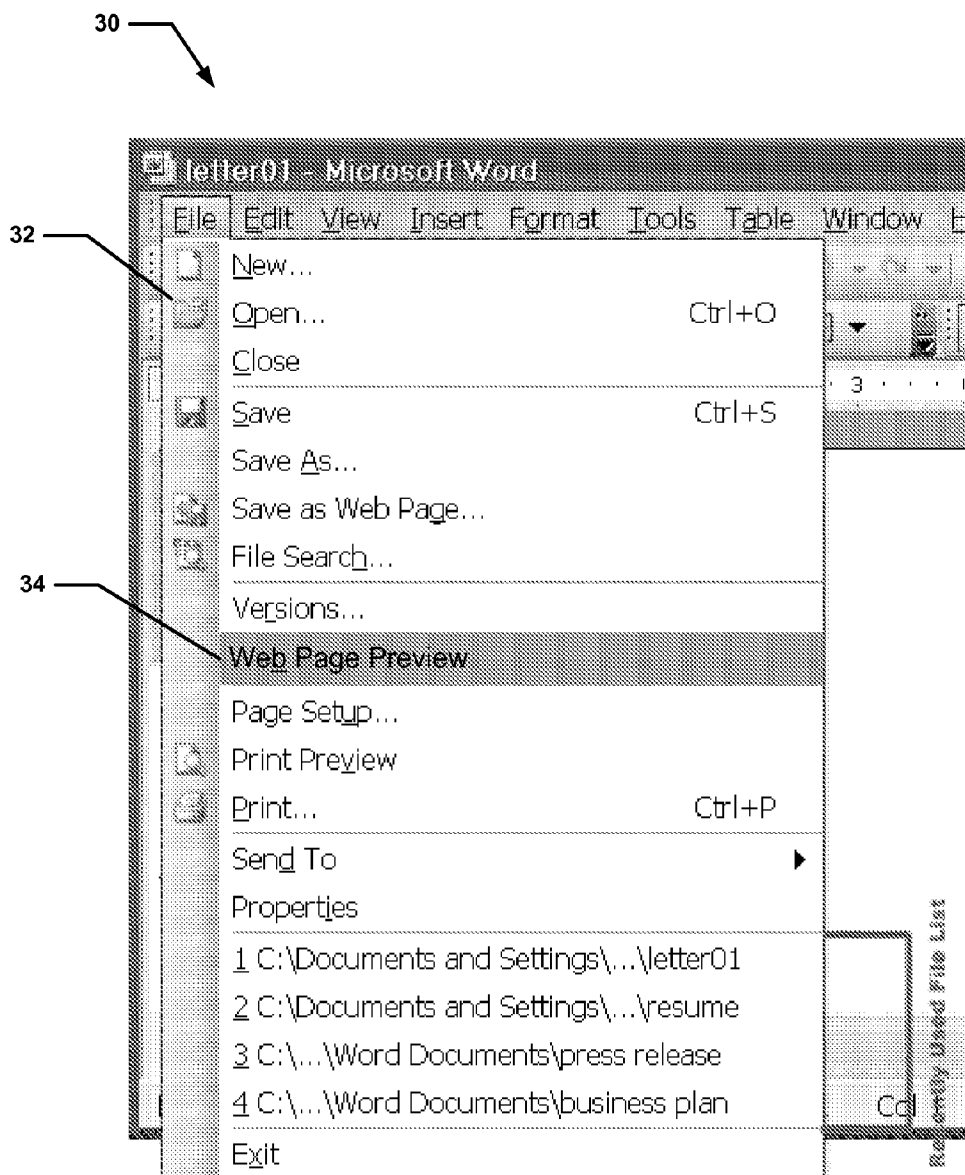 30
letter01 - Microsoft Word
File Edit View Insert Format Tools Table Window H
32
New...
Open... Ctrl+O
Close
3
Save Ctrl+S
Save As...
Save as Web Page...
File Search...
34
Versions...
Web Page Preview
Page Setup...
Print Preview
Print... Ctrl+P
Send To
Properties
1 C:\Documents and Settings\...\letter01
2 C:\Documents and Settings\...\resume
3 C:\...\Word Documents\press release
4 C:\...\Word Documents\business plan
Exit
Col
Recently Used File List